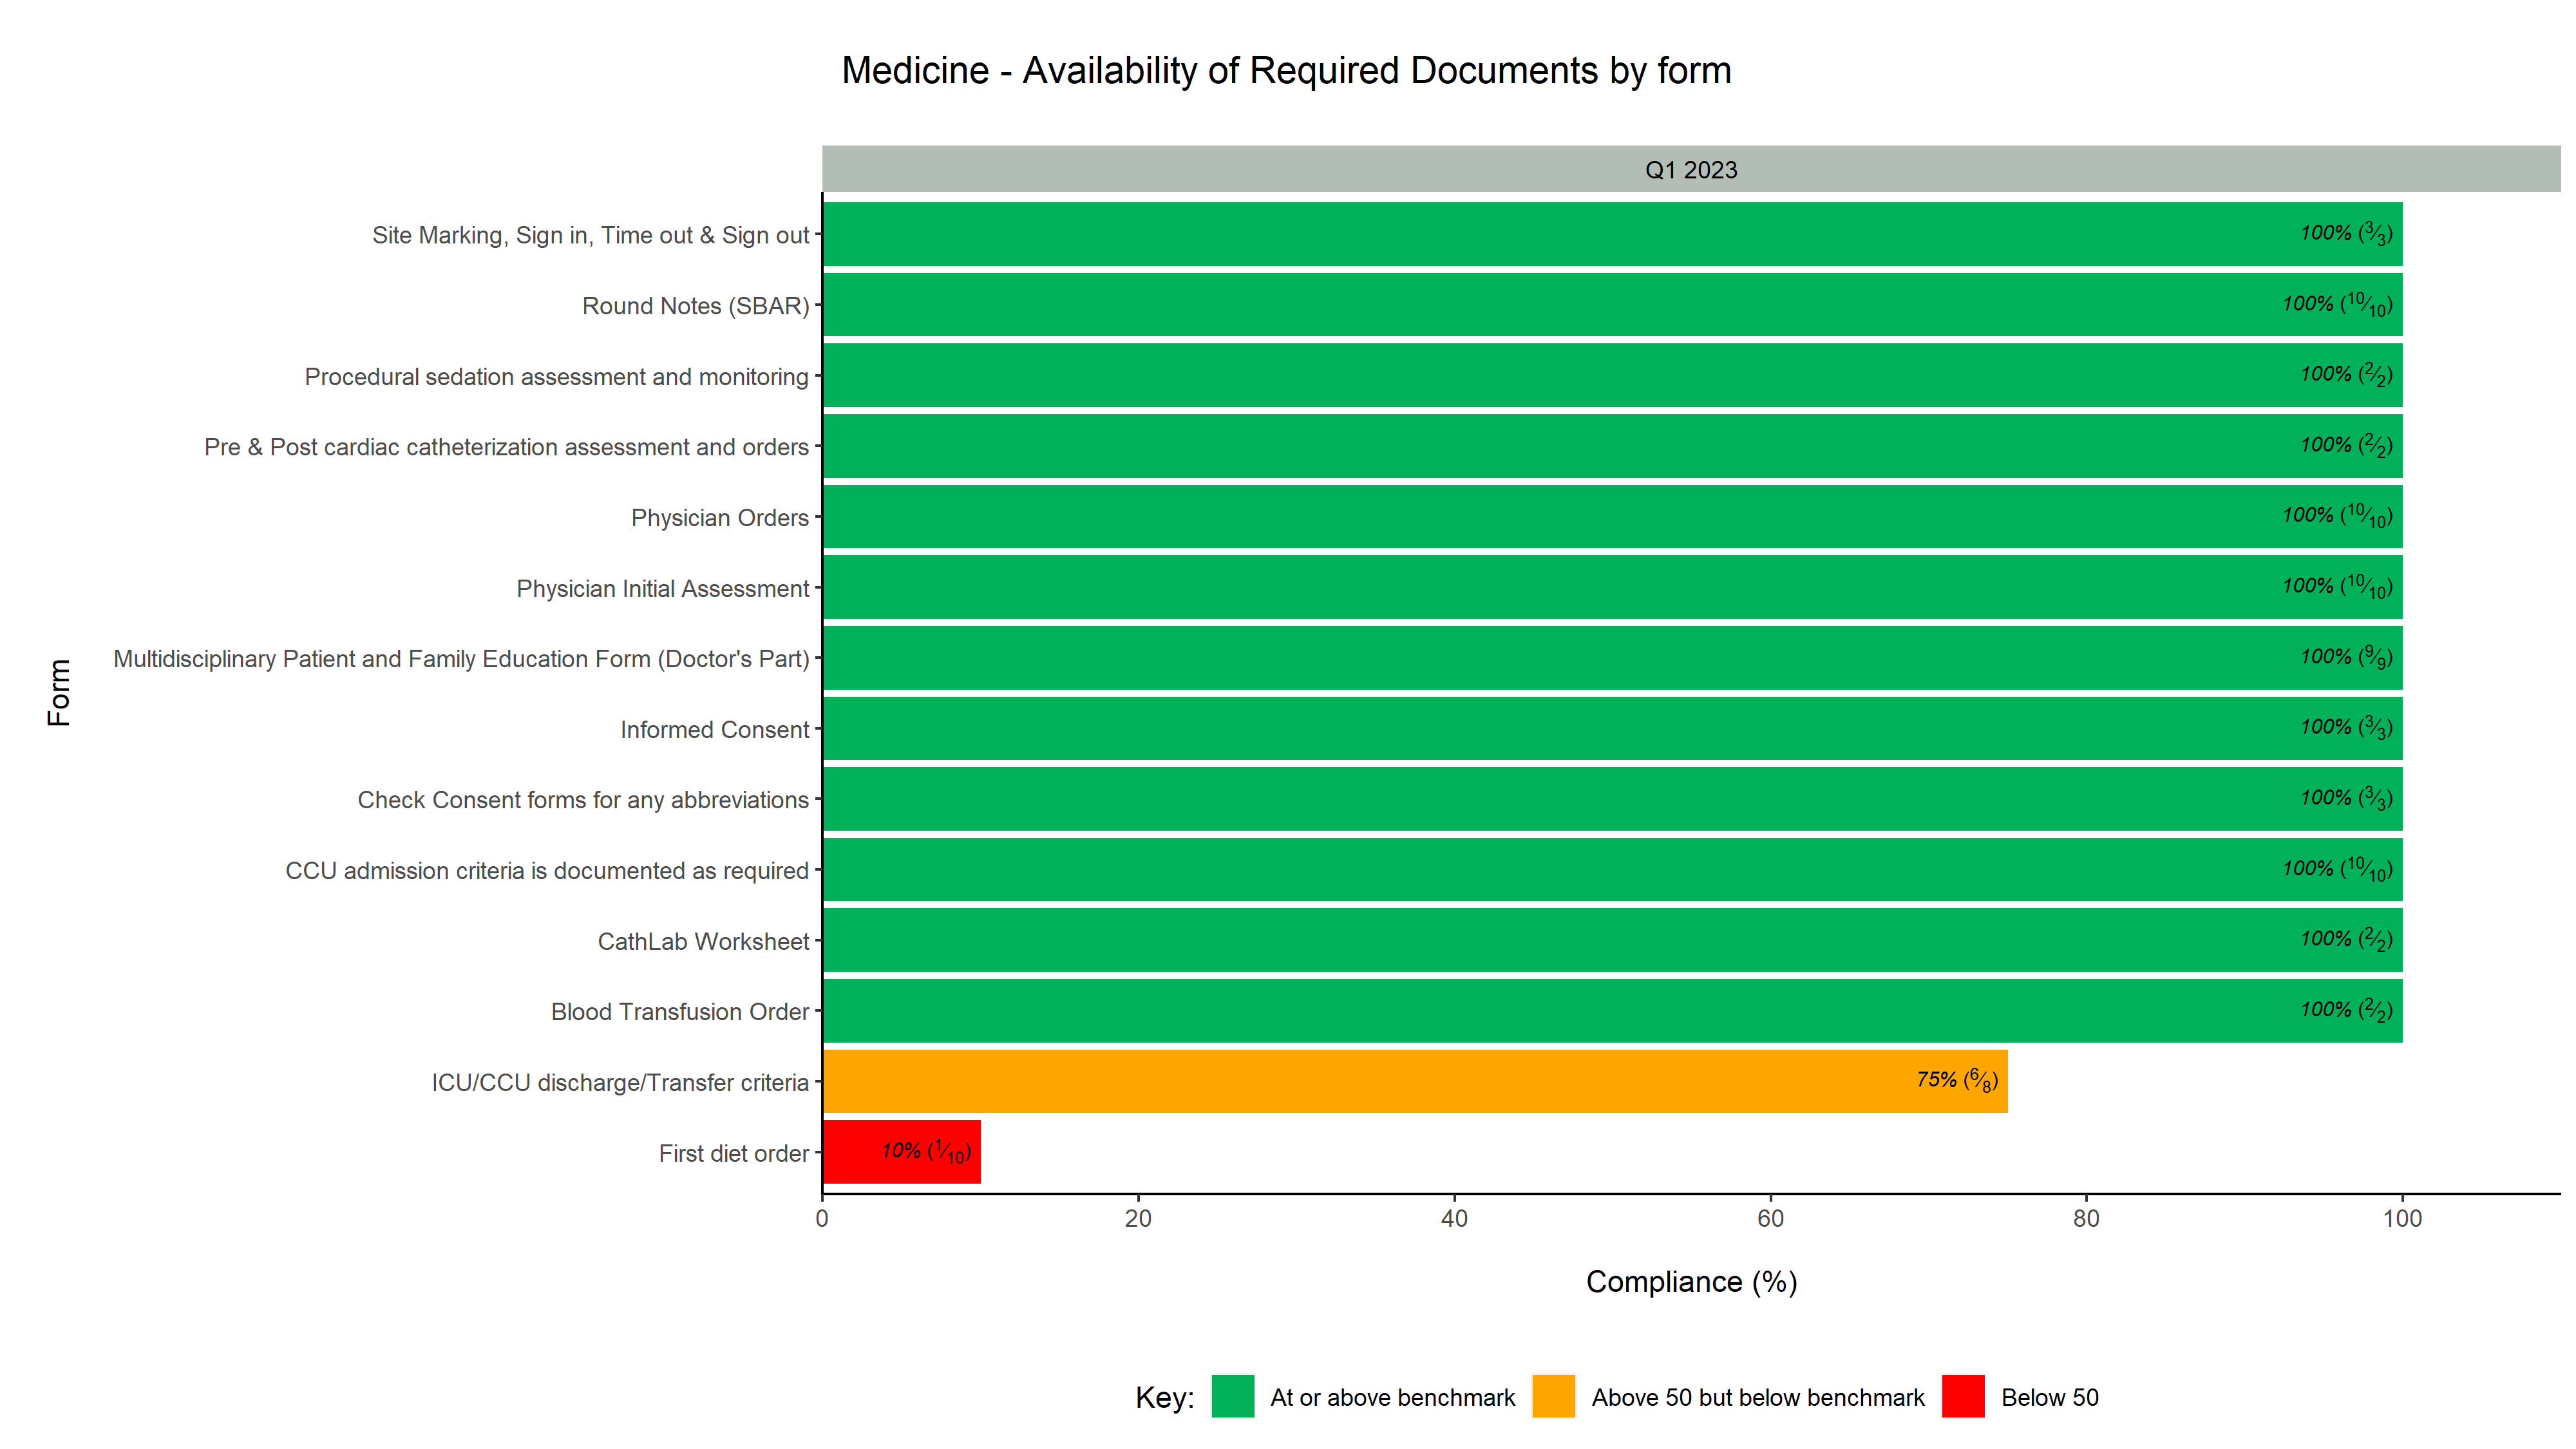 Medicine - Availability of Required Documents by form
Q1 2023
Site Marking, Sign in, Time out & Sign out
100% (3⁄3)
Round Notes (SBAR)
100% (10⁄10)
Procedural sedation assessment and monitoring
100% (2⁄2)
Pre & Post cardiac catheterization assessment and orders
100% (2⁄2)
Physician Orders
100% (10⁄10)
Physician Initial Assessment
100% (10⁄10)
Multidisciplinary Patient and Family Education Form (Doctor's Part)
100% (9⁄9)
Informed Consent
100% (3⁄3)
Check Consent forms for any abbreviations
100% (3⁄3)
CCU admission criteria is documented as required
100% (10⁄10)
CathLab Worksheet
100% (2⁄2)
Blood Transfusion Order
100% (2⁄2)
ICU/CCU discharge/Transfer criteria
75% (6⁄8)
First diet order
10% (1⁄10)
Form
0 20 40 60 80 100
Compliance (%)
Key: At or above benchmark Above 50 but below benchmark Below 50